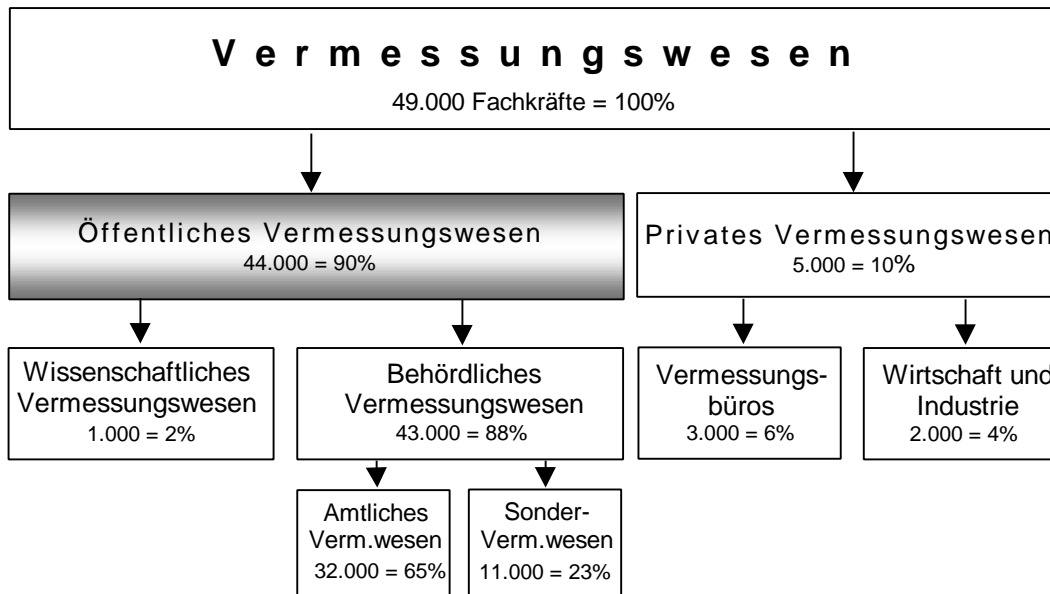 Vermessungswesen
49.000 Fachkräfte = 100%
Öffentliches Vermessungswesen
44.000 = 90%
Privates Vermessungswesen
5.000 = 10%
Wissenschaftliches
Vermessungswesen
1.000 = 2%
Behördliches
Vermessungswesen
43.000 = 88%
Vermessungs-
büros
3.000 = 6%
Wirtschaft und
Industrie
2.000 = 4%
Amtliches
Verm.wesen
32.000 = 65%
Sonder-
Verm.wesen
11.000 = 23%